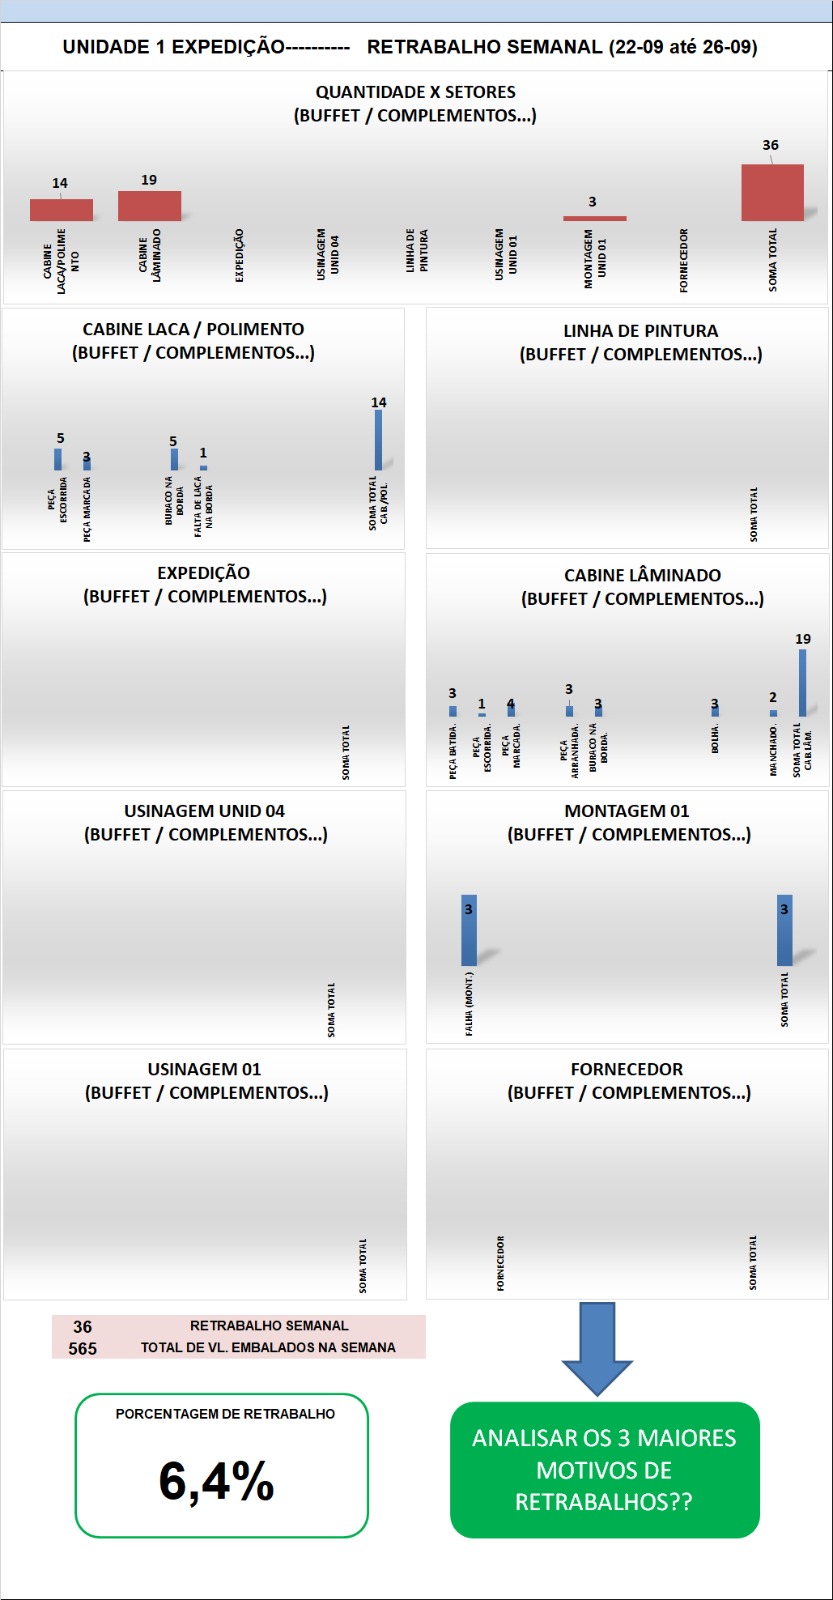 UNIDADE 1 EXPEDIÇÃO---------- RETRABALHO SEMANAL (22-09 até 26-09)
QUANTIDADE X SETORES
(BUFFET / COMPLEMENTOS...)
14
19
3
36
CABINE
LACA/POLIME
NTO
CABINE
LÂMINADO
EXPEDIÇÃO
USINAGEM
UNID 04
LINHA DE
PINTURA
USINAGEM
UNID 01
MONTAGEM
UNID 01
FORNECEDOR
SOMA TOTAL
CABINE LACA / POLIMENTO
(BUFFET / COMPLEMENTOS...)
5
3
5
1
14
PEÇA
ESCORRIDA
PEÇA MARCADA
BURACO NA
BORDA
FALTA DE LACA
NA BORDA
SOMA TOTAL
CAB./POL.
LINHA DE PINTURA
(BUFFET / COMPLEMENTOS...)
SOMA TOTAL
EXPEDIÇÃO
(BUFFET / COMPLEMENTOS...)
SOMA TOTAL
CABINE LÂMINADO
(BUFFET / COMPLEMENTOS...)
3
1
4
3
3
3
2
19
PEÇA BATIDA.
PEÇA
ESCORRIDA.
PEÇA
MARCADA.
PEÇA
ARRANHADA.
BURACO NA
BORDA.
BOLHA.
MANCHADO.
SOMA TOTAL
CAB.LÂM.
USINAGEM UNID 04
(BUFFET / COMPLEMENTOS...)
SOMA TOTAL
MONTAGEM 01
(BUFFET / COMPLEMENTOS...)
3
3
FALHA (MONT.)
SOMA TOTAL
USINAGEM 01
(BUFFET / COMPLEMENTOS...)
SOMA TOTAL
FORNECEDOR
(BUFFET / COMPLEMENTOS...)
FORNECEDOR
SOMA TOTAL
36 RETRABALHO SEMANAL
565 TOTAL DE VL. EMBALADOS NA SEMANA
PORCENTAGEM DE RETRABALHO
6,4%
ANALISAR OS 3 MAIORES
MOTIVOS DE
RETRABALHOS??